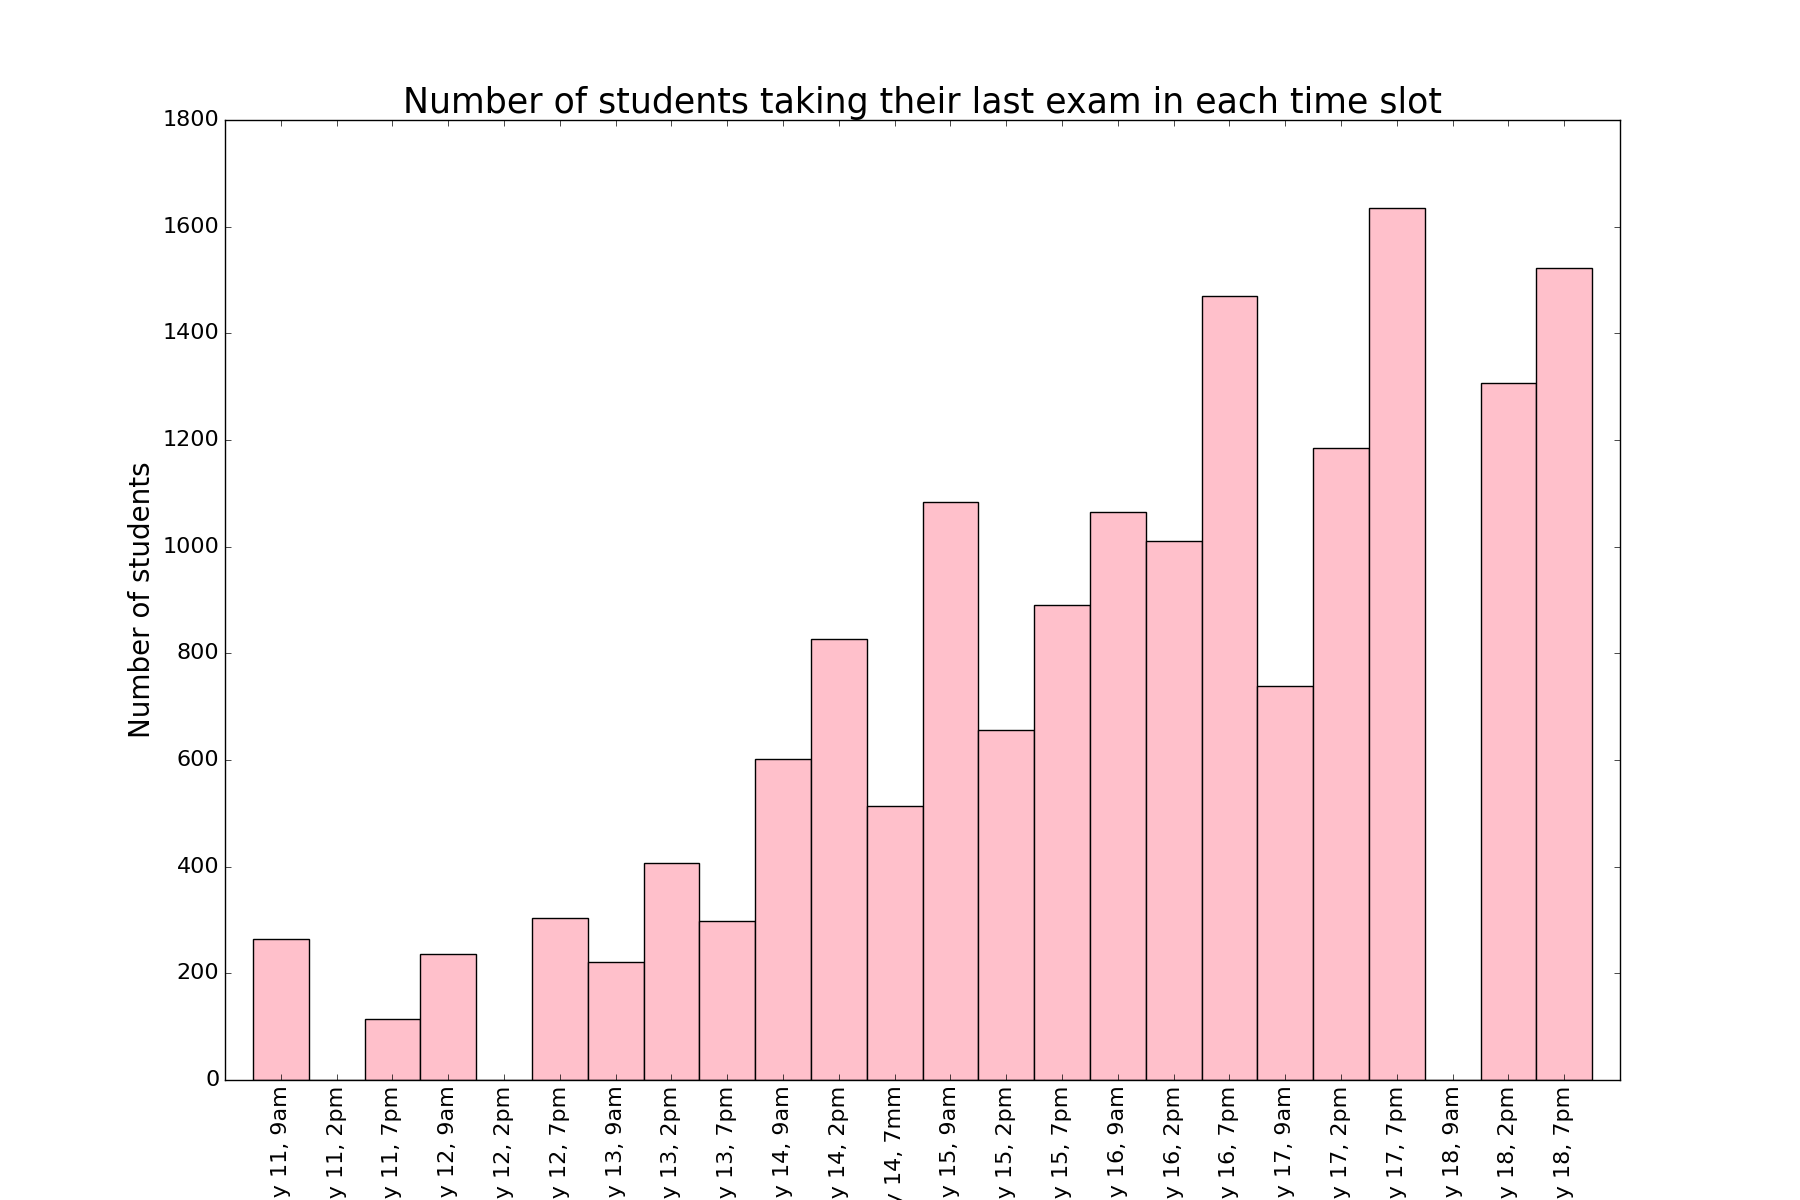 Number of students taking their last exam in each time slot
Number of students
1800
1600
1400
1200
1000
800
600
400
200
0
y 11, 9am
y 11, 2pm
y 11, 7pm
y 12, 9am
y 12, 2pm
y 12, 7pm
y 13, 9am
y 13, 2pm
y 13, 7pm
y 14, 9am
y 14, 2pm
y 14, 7mm
y 15, 9am
y 15, 2pm
y 15, 7pm
y 16, 9am
y 16, 2pm
y 16, 7pm
y 17, 9am
y 17, 2pm
y 17, 7pm
y 18, 9am
y 18, 2pm
y 18, 7pm